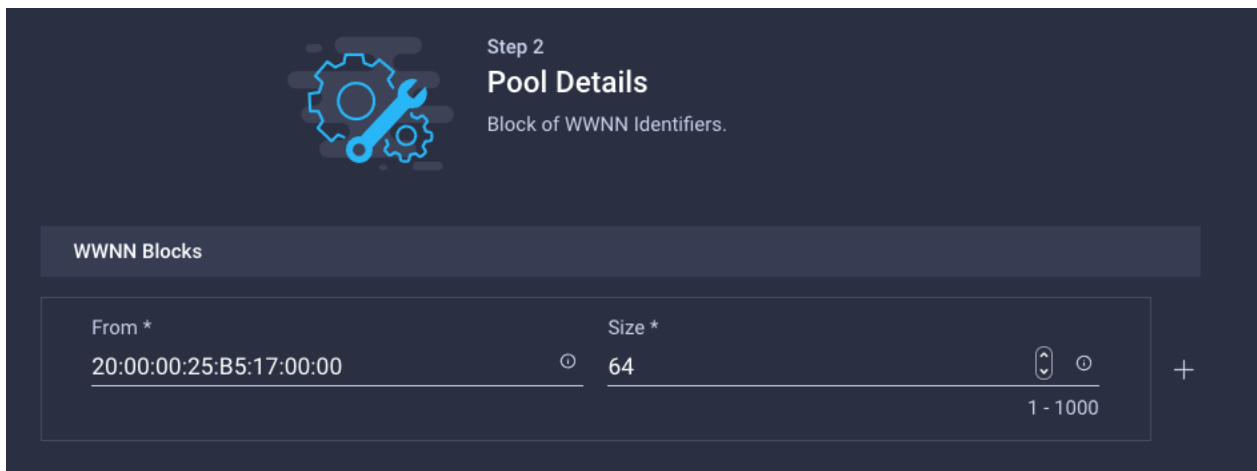 Step 2
Pool Details
Block of WWNN Identifiers.
WWNN Blocks
From *
Size *
20:00:00:25:B5:17:00:00
64
1 - 1000